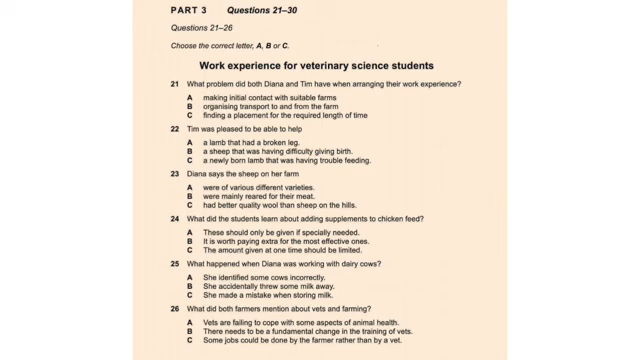 PART 3 Questions 21–30
Questions 21–26
Choose the correct letter, A, B or C.
Work experience for veterinary science students
21 What problem did both Diana and Tim have when arranging their work experience?
A making initial contact with suitable farms
B organising transport to and from the farm
C finding a placement for the required length of time
22 Tim was pleased to be able to help
A a lamb that had a broken leg.
B a sheep that was having difficulty giving birth.
C a newly born lamb that was having trouble feeding.
23 Diana says the sheep on her farm
A were of various different varieties.
B were mainly reared for their meat.
C had better quality wool than sheep on the hills.
24 What did the students learn about adding supplements to chicken feed?
A These should only be given if specially needed.
B It is worth paying extra for the most effective ones.
C The amount given at one time should be limited.
25 What happened when Diana was working with dairy cows?
A She identified some cows incorrectly.
B She accidentally threw some milk away.
C She made a mistake when storing milk.
26 What did both farmers mention about vets and farming?
A Vets are failing to cope with some aspects of animal health.
B There needs to be a fundamental change in the training of vets.
C Some jobs could be done by the farmer rather than by a vet.